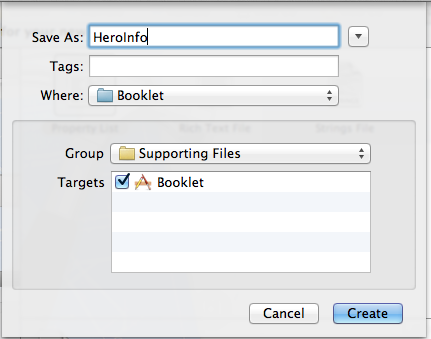 Save As: HeroInfo
Tags:
Where: Booklet
Property List Rich Text File Strings File
Group Supporting Files
Targets Booklet
Cancel Create